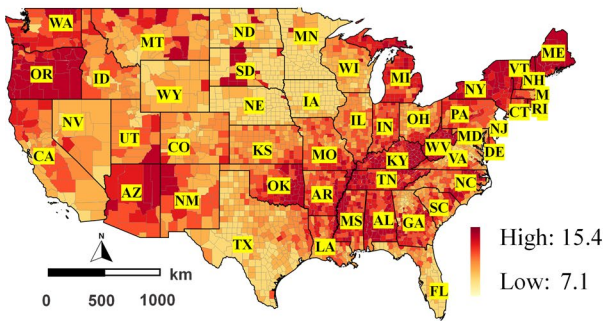 WA
MT
ND
MN
ME
OR
ID
SD
WI
MI
NY
VT
NH
WY
M
NE
IA
CT
RI
NV
UT
CO
IL
IN
OH
PA
NJ
CA
KS
MO
KY
WV
MD
VA
DE
AZ
NM
OK
AR
TN
NC
TX
LA
MS
AL
GA
SC
FL
N
km
0 500 1000
High: 15.4
Low: 7.1